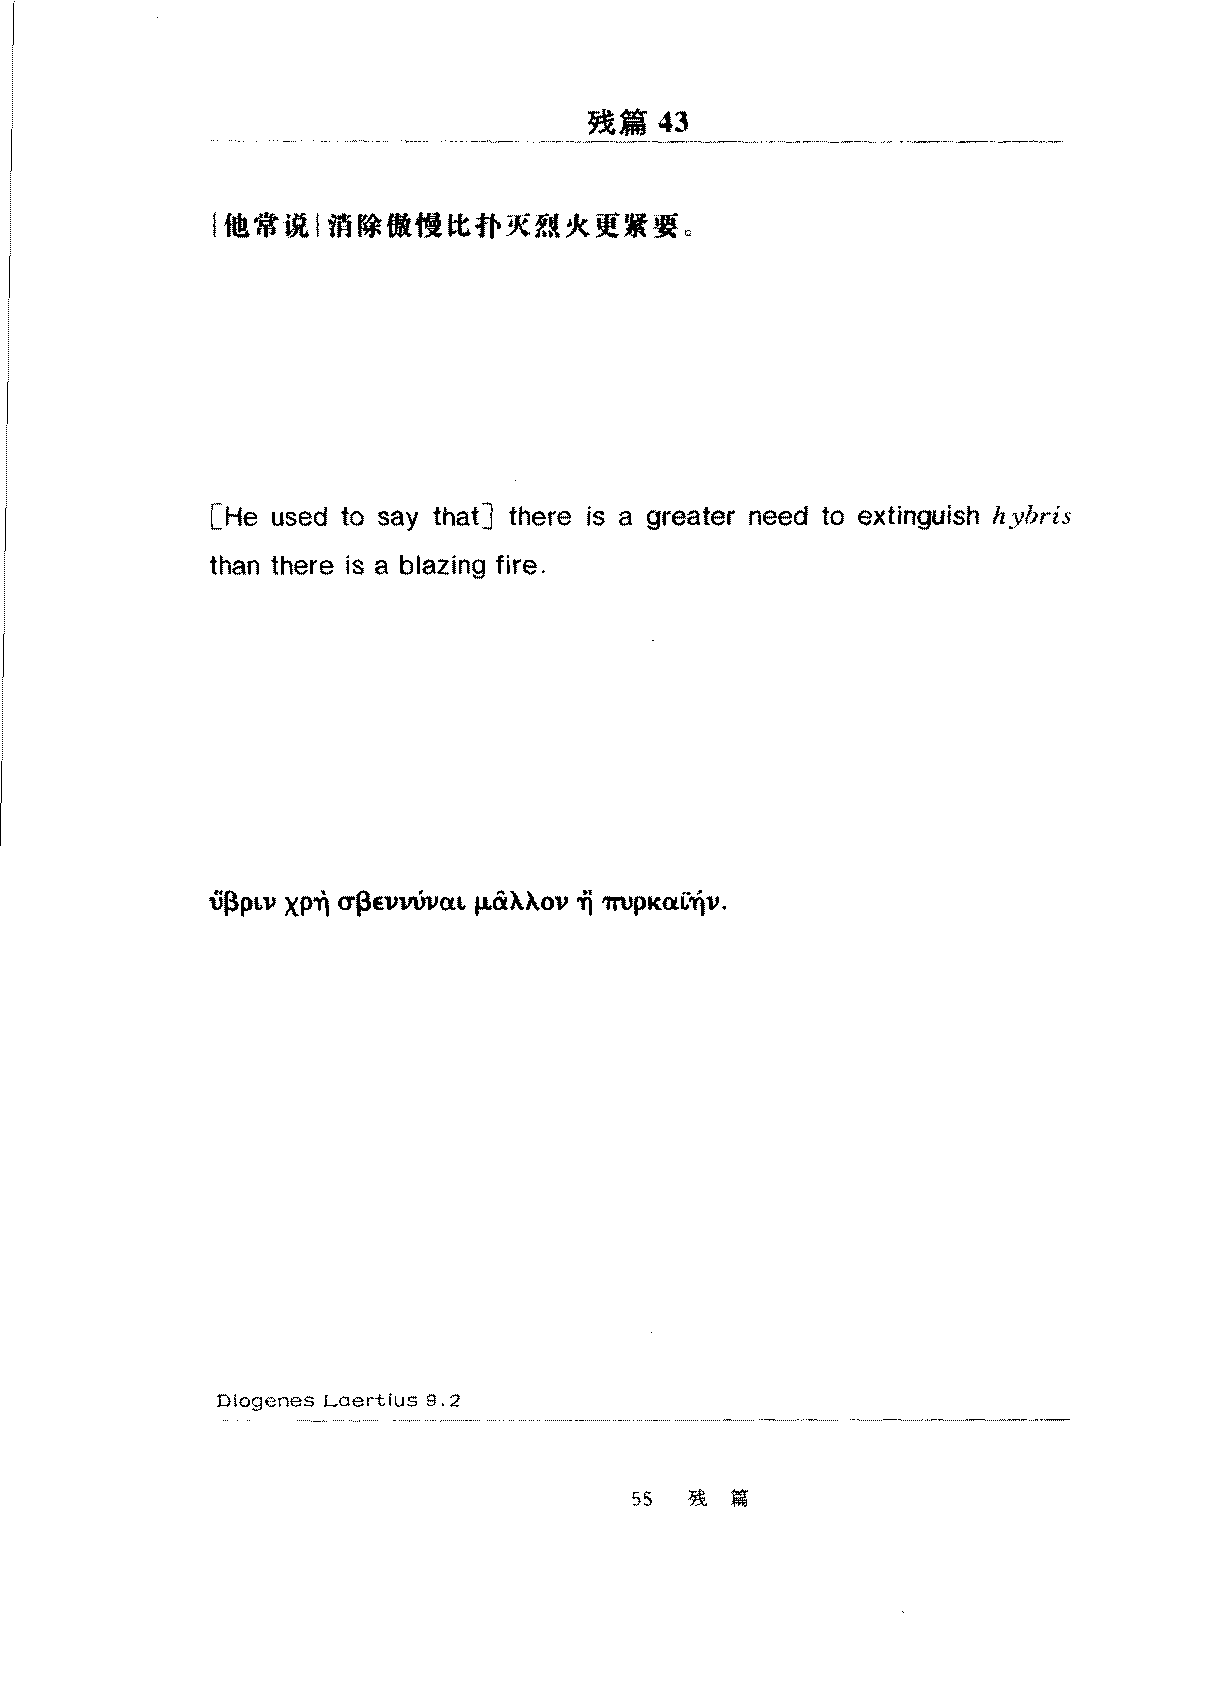 残篇 43
[他常说]消除傲慢比扑灭烈火更紧要。
[He used to say that] there is a greater need to extinguish hybris
than there is a blazing fire.
ὕβριν χρὴ σβεννύναι μᾶλλον ἢ πυρκαϊήν.
Diogenes Laertius 9.2
55 残 篇